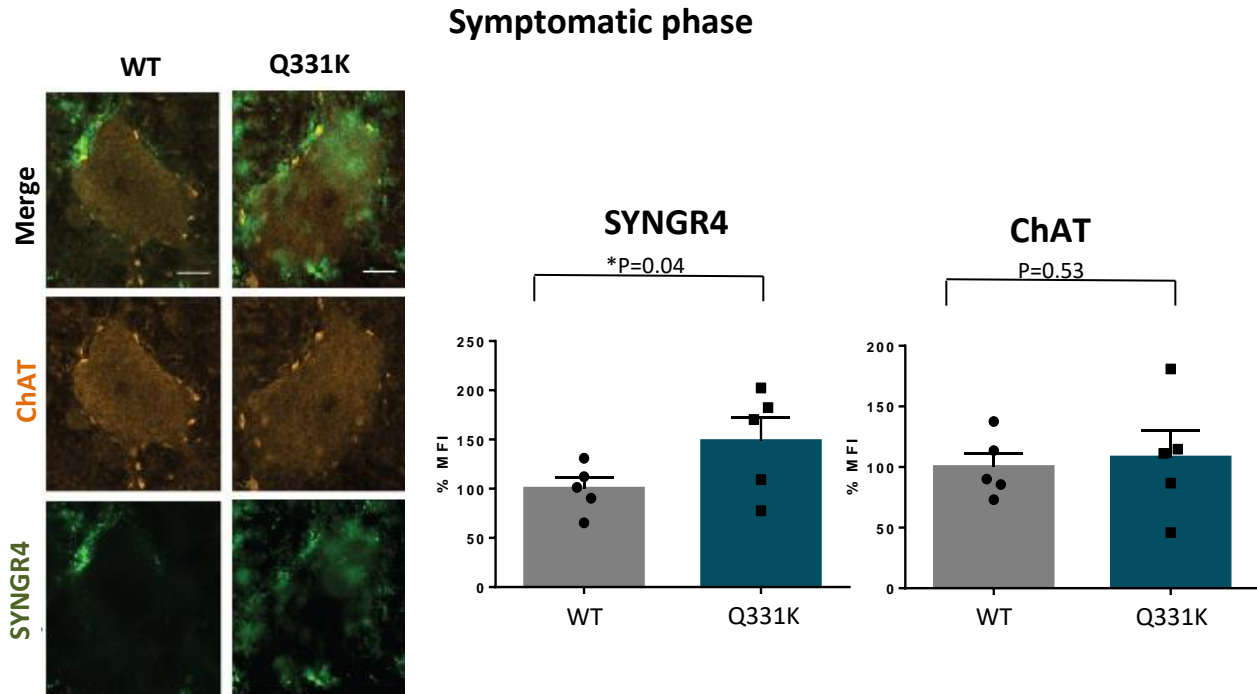 Symptomatic phase
WT Q331K
Merge
ChAT
SYNGR4
SYNGR4
*P=0.04
% MFI
250
200
150
100
50
0
WT Q331K
ChAT
P=0.53
% MFI
200
150
100
50
0
WT Q331K